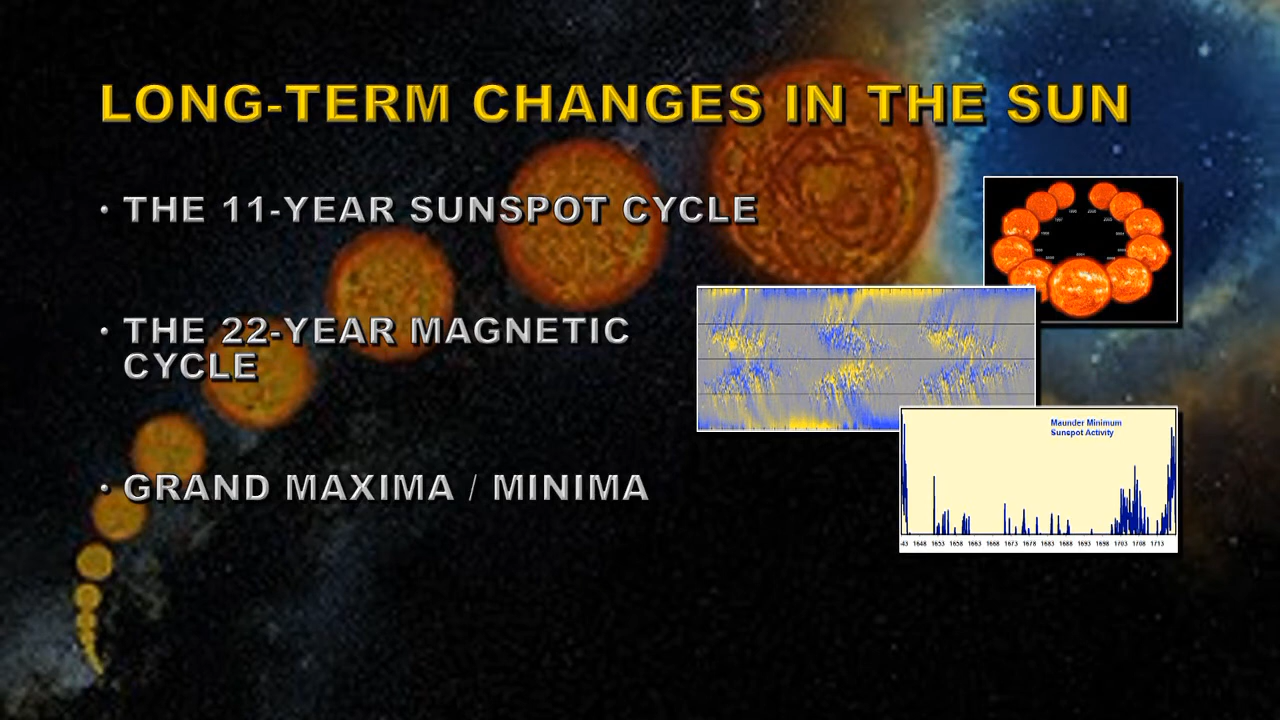 LONG-TERM CHANGES IN THE SUN
• THE 11-YEAR SUNSPOT CYCLE
• THE 22-YEAR MAGNETIC
CYCLE
• GRAND MAXIMA / MINIMA
Maunder Minimum
Sunspot Activity
43 1648 1653 1658 1663 1668 1673 1678 1683 1688 1693 1698 1703 1708 1713